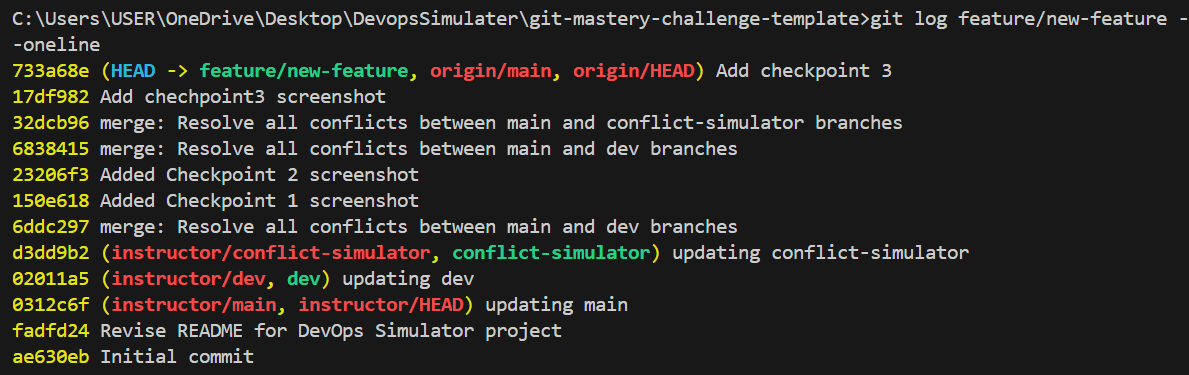 C:\Users\USER\OneDrive\Desktop\DevopsSimulater\git-mastery-challenge-template>git log feature/new-feature -
-oneline
733a68e (HEAD -> feature/new-feature, origin/main, origin/HEAD) Add checkpoint 3
17df982 Add chechpoint3 screenshot
32dcb96 merge: Resolve all conflicts between main and conflict-simulator branches
6838415 merge: Resolve all conflicts between main and dev branches
23206f3 Added Checkpoint 2 screenshot
150e618 Added Checkpoint 1 screenshot
6ddc297 merge: Resolve all conflicts between main and dev branches
d3dd9b2 (instructor/conflict-simulator, conflict-simulator) updating conflict-simulator
02011a5 (instructor/dev, dev) updating dev
0312c6f (instructor/main, instructor/HEAD) updating main
fadfd24 Revise README for DevOps Simulator project
ae630eb Initial commit